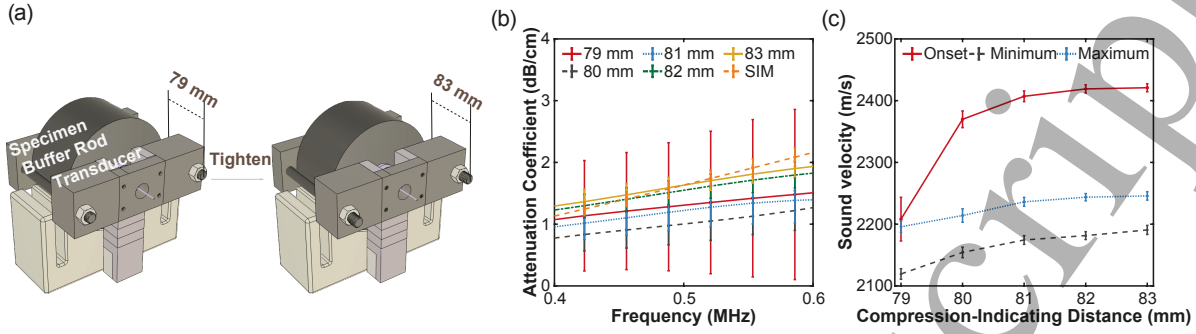 (a)
79 mm
83 mm
Specimen
Buffer Rod
Transducer
Tighten
(b)
Attenuation Coefficient (dB/cm)
4
3
2
1
0
79 mm 81 mm 83 mm
80 mm 82 mm SIM
0.4 0.5 0.6
Frequency (MHz)
(c)
Sound velocity (m/s)
2500
2400
2300
2200
2100
Onset Minimum Maximum
79 80 81 82 83
Compression-Indicating Distance (mm)
crip